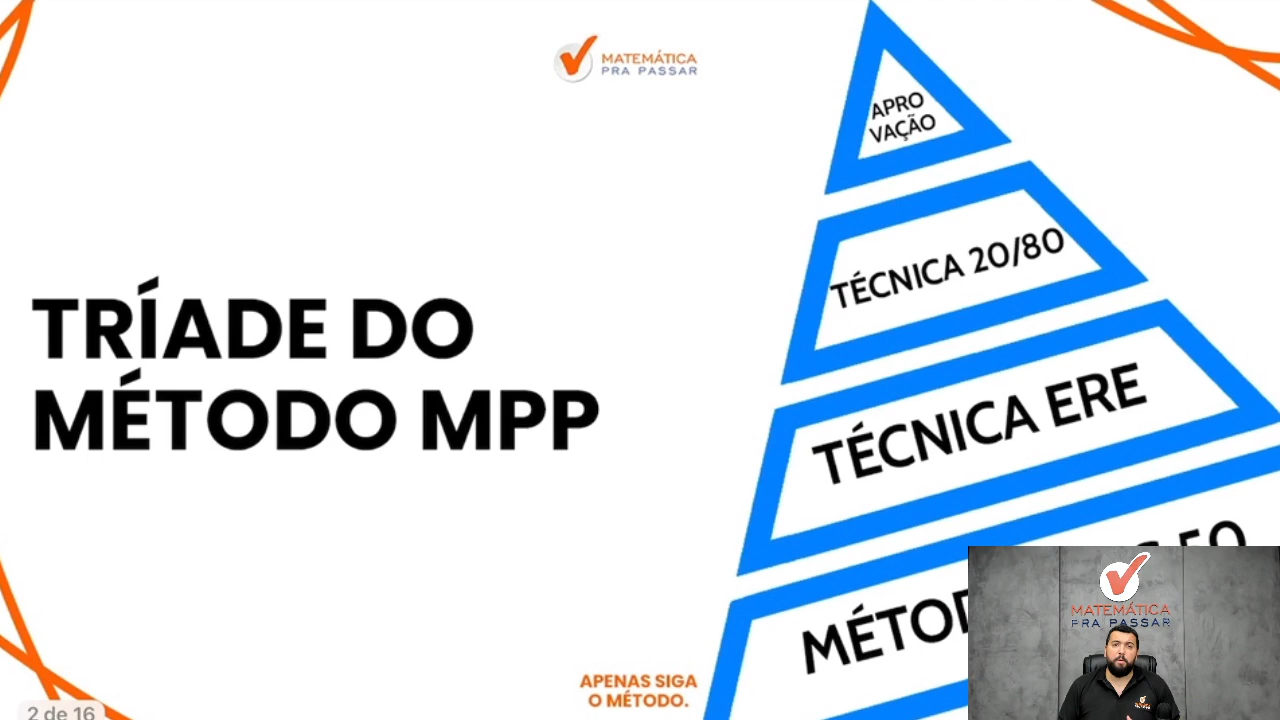 MATEMÁTICA
PRA PASSAR
APRO
VAÇÃO
TÉCNICA 20/80
TRÍADE DO
MÉTODO MPP
TÉCNICA ERE
50
APENAS SIGA
O MÉTODO.
2 de 16
MATEMÁTICA
PRA PASSAR